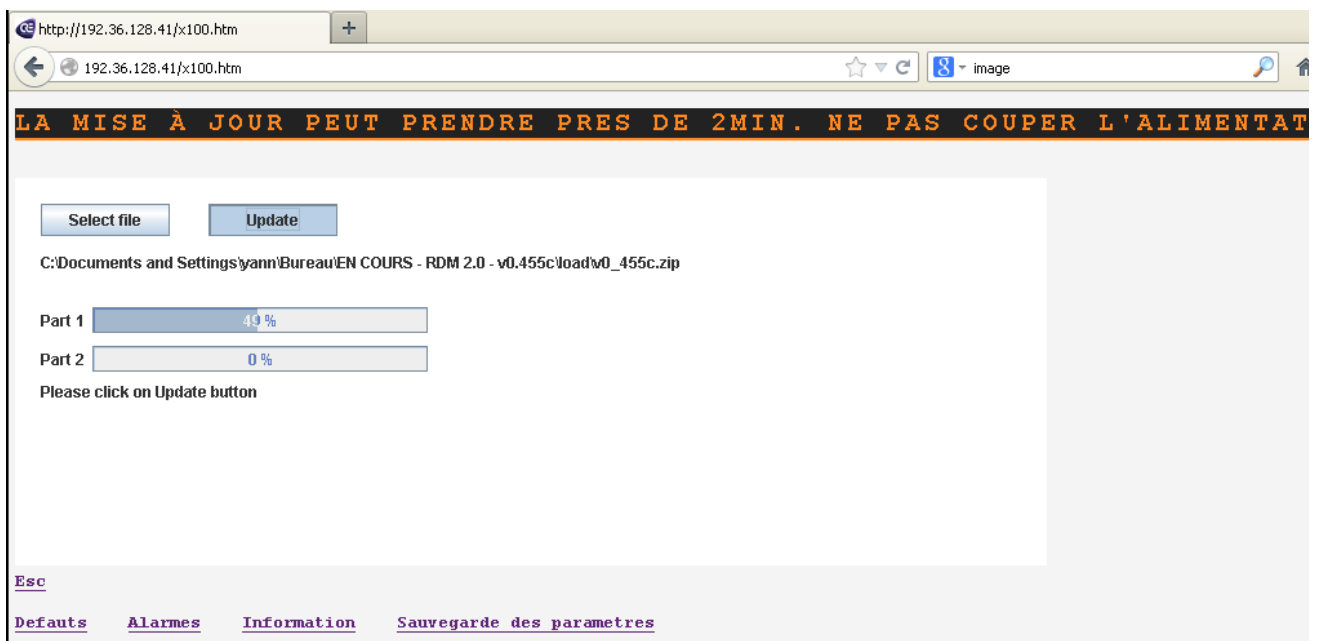 http://192.36.128.41/x100.htm
192.36.128.41/x100.htm image
LA MISE À JOUR PEUT PRENDRE PRES DE 2MIN. NE PAS COUPER L'ALIMENTAT
Select file Update
C:\Documents and Settings\yann\Bureau\EN COURS - RDM 2.0 - v0.455c\load\v0_455c.zip
Part 1 49 %
Part 2 0 %
Please click on Update button
Esc
Defauts Alarmes Information Sauvegarde des parametres